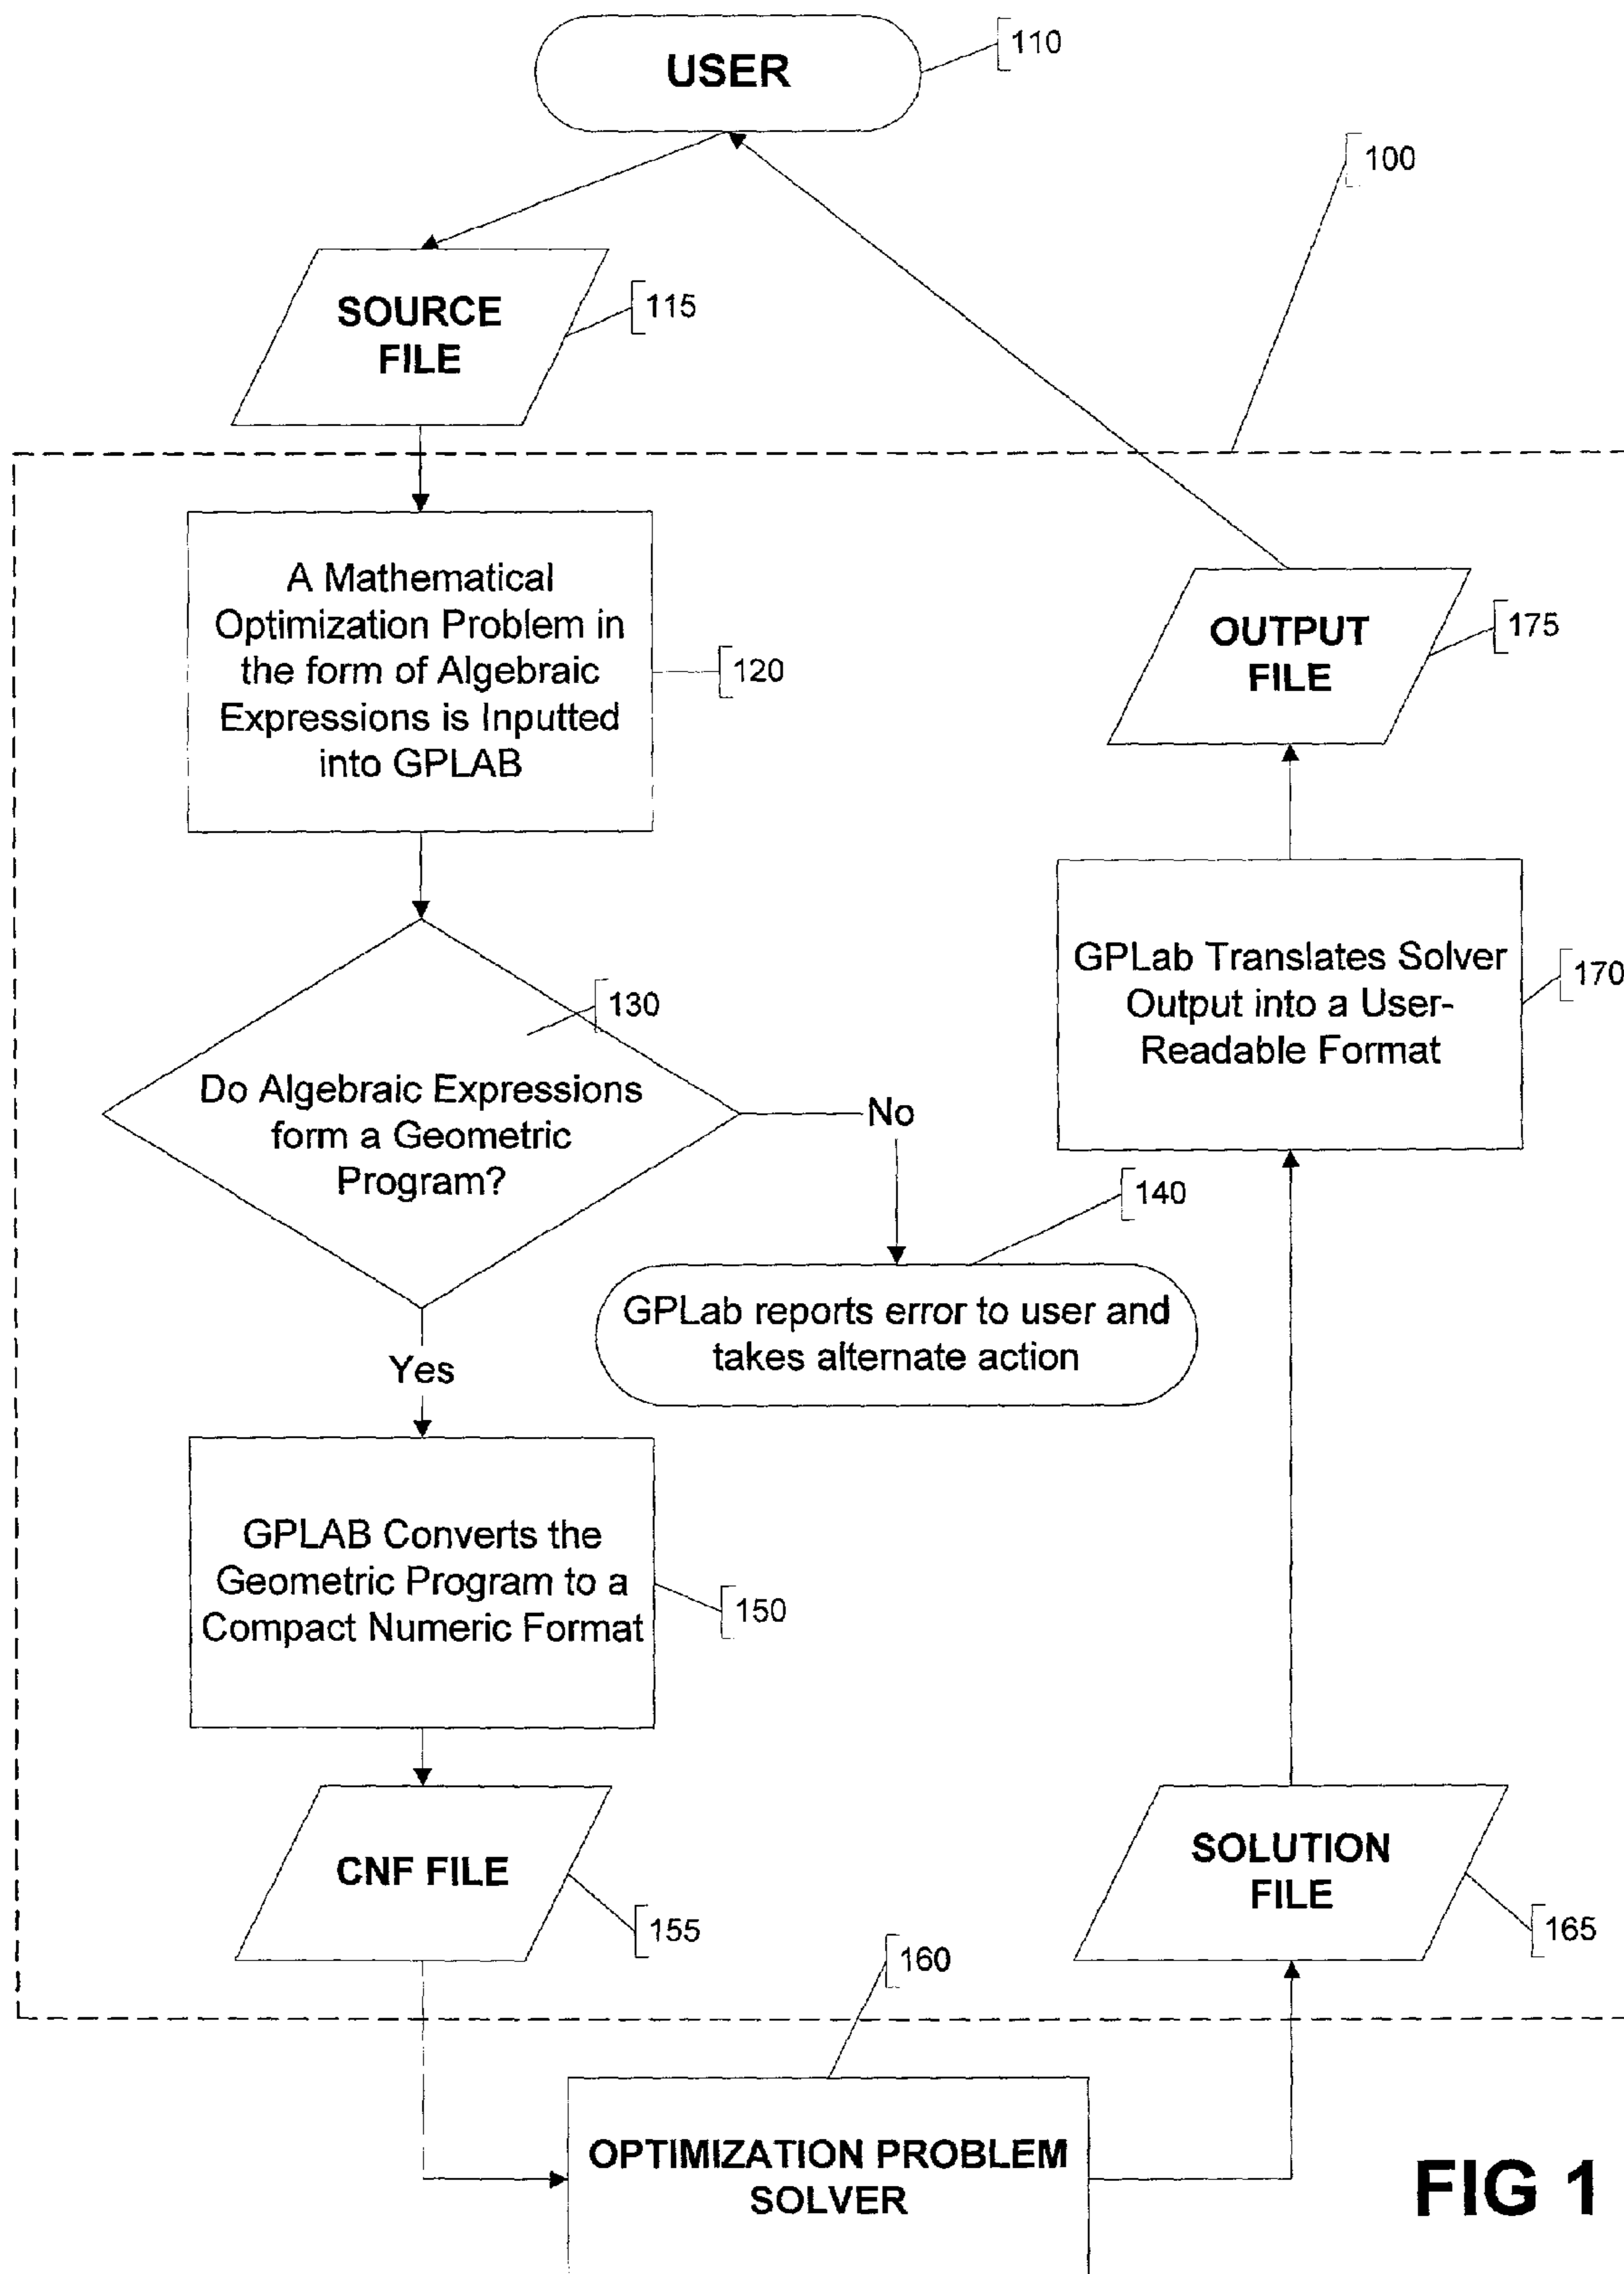 USER
110
100
SOURCE
FILE
115
A Mathematical
Optimization Problem in
the form of Algebraic
Expressions is Inputted
into GPLAB
120
OUTPUT
FILE
175
GPLab Translates Solver
Output into a User-
Readable Format
170
130
Do Algebraic Expressions
form a Geometric
Program?
No
140
GPLab reports error to user and
takes alternate action
Yes
GPLAB Converts the
Geometric Program to a
Compact Numeric Format
150
CNF FILE
155
SOLUTION
FILE
165
160
OPTIMIZATION PROBLEM
SOLVER
FIG 1